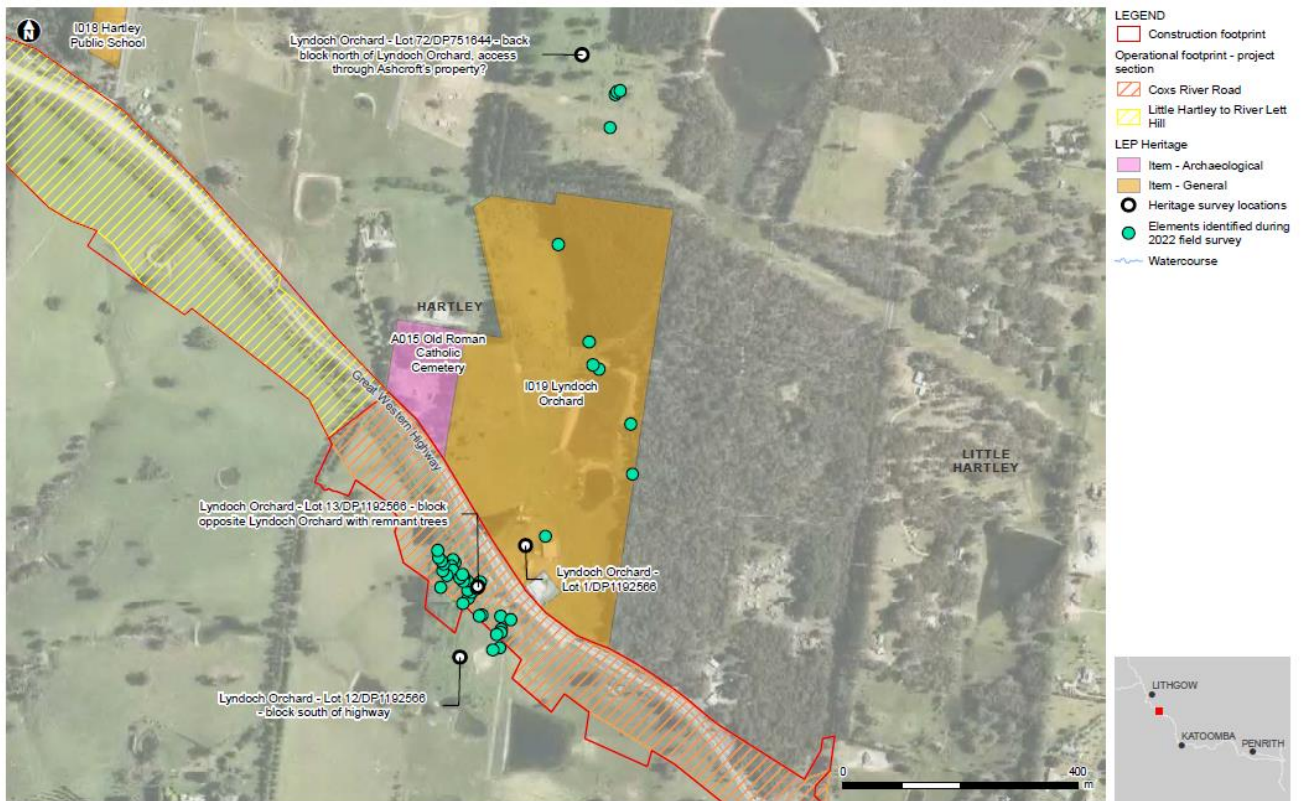 I018 Hartley
Public School
Lyndoch Orchard - Lot 72/DP751644 - back
block north of Lyndoch Orchard, access
through Ashcroft's property?
HARTLEY
A015 Old Roman
Catholic
Cemetery
I019 Lyndoch
Orchard
Great Western Highway
LITTLE
HARTLEY
Lyndoch Orchard - Lot 13/DP1192566 - block
opposite Lyndoch Orchard with remnant trees
Lyndoch Orchard -
Lot 1/DP1192566
Lyndoch Orchard - Lot 12/DP1192566
- block south of highway
0 400
m
LEGEND
Construction footprint
Operational footprint - project
section
Coxs River Road
Little Hartley to River Lett
Hill
LEP Heritage
Item - Archaeological
Item - General
Heritage survey locations
Elements identified during
2022 field survey
Watercourse
LITHGOW
KATOOMBA
PENRITH